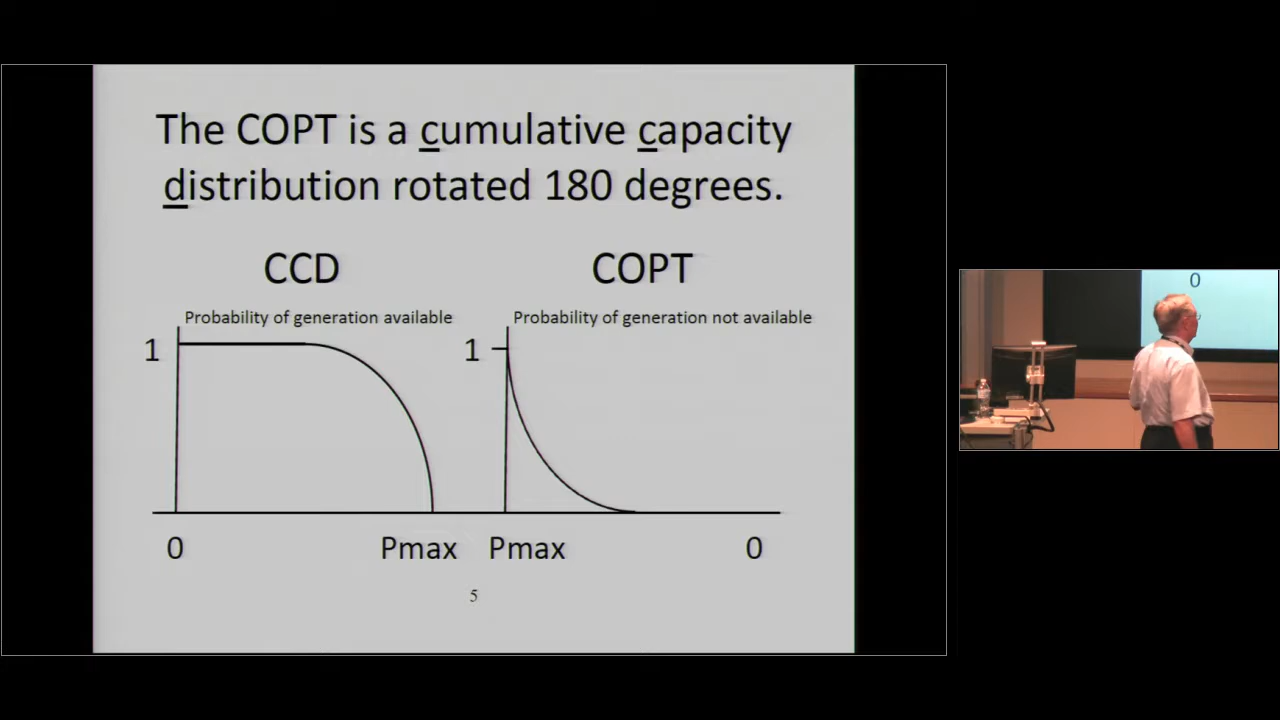 The COPT is a cumulative capacity
distribution rotated 180 degrees.
CCD
COPT
Probability of generation available
Probability of generation not available
1
1
0
Pmax
Pmax
0
5
0